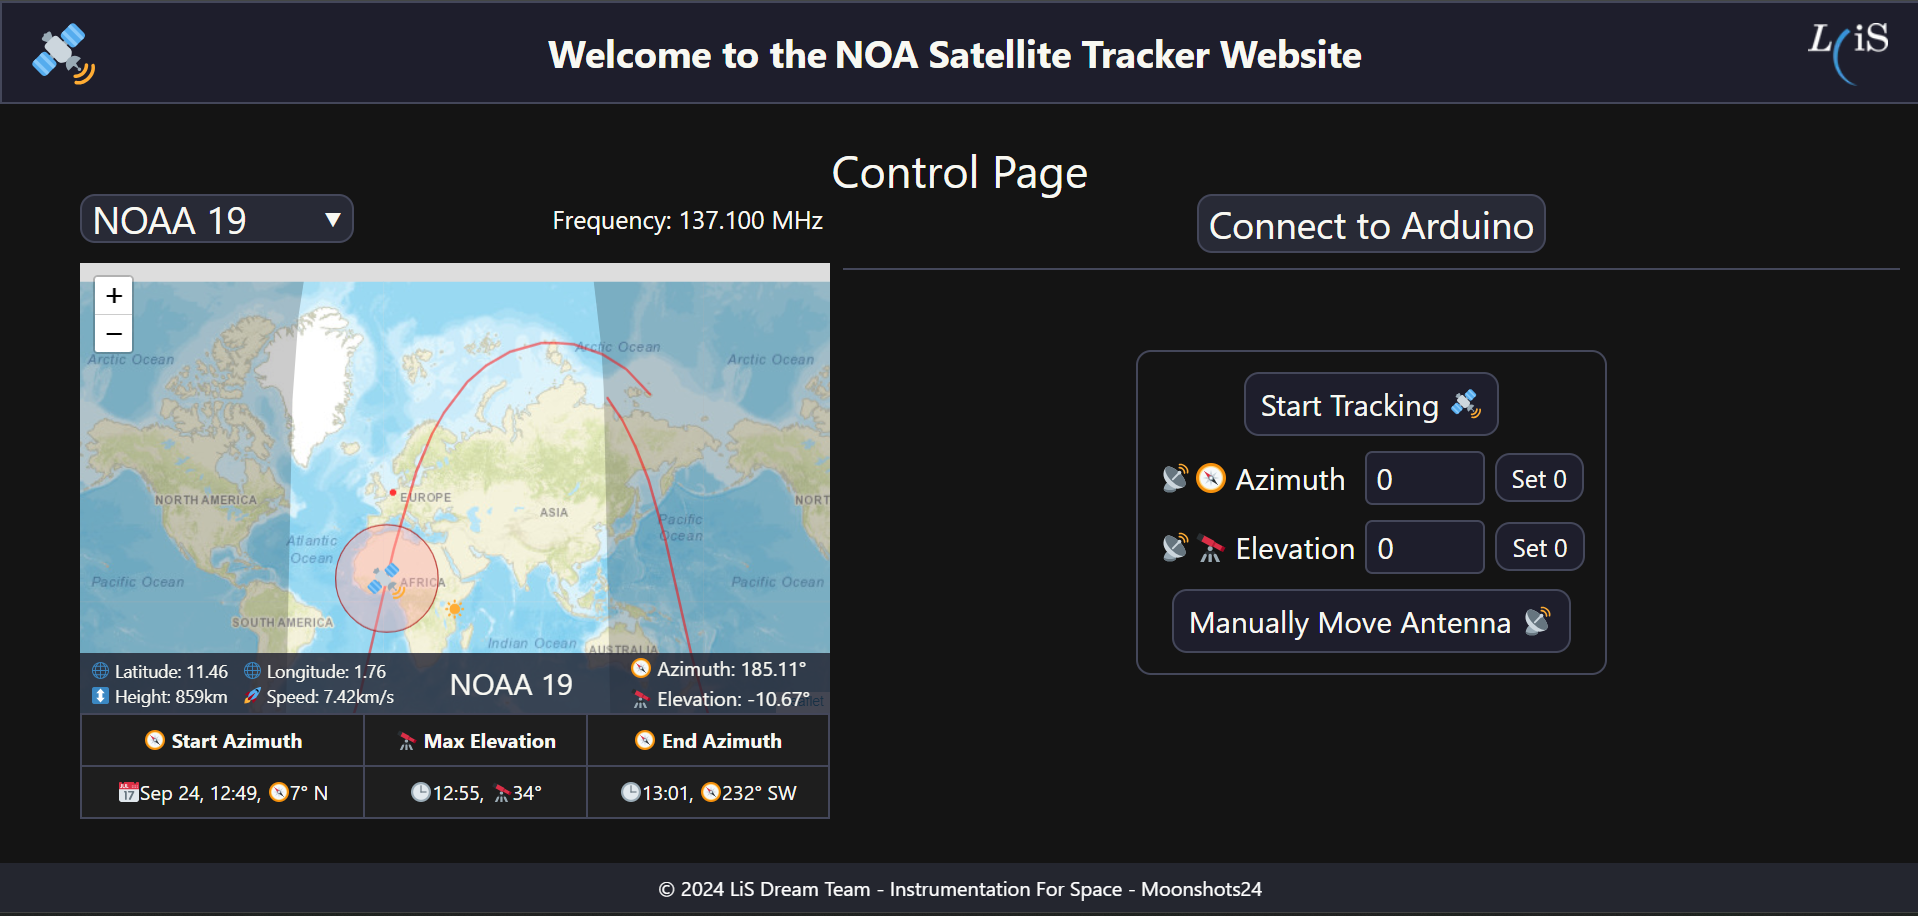 Welcome to the NOA Satellite Tracker Website
LiS
Control Page
NOAA 19 ▼
Frequency: 137.100 MHz
Connect to Arduino
+
−
Arctic Ocean
Arctic Ocean
Arctic Ocean
NORTH AMERICA
EUROPE
ASIA
NORT
Atlantic
Ocean
Pacific
Ocean
Pacific Ocean
AFRICA
Pacific Ocean
SOUTH AMERICA
Indian Ocean
AUSTRALIA
Latitude: 11.46 Longitude: 1.76
Height: 859km Speed: 7.42km/s
NOAA 19
Azimuth: 185.11°
Elevation: -10.67°
Start Azimuth Max Elevation End Azimuth
Sep 24, 12:49, 7° N 12:55, 34° 13:01, 232° SW
Start Tracking
Azimuth 0 Set 0
Elevation 0 Set 0
Manually Move Antenna
© 2024 LiS Dream Team - Instrumentation For Space - Moonshots24